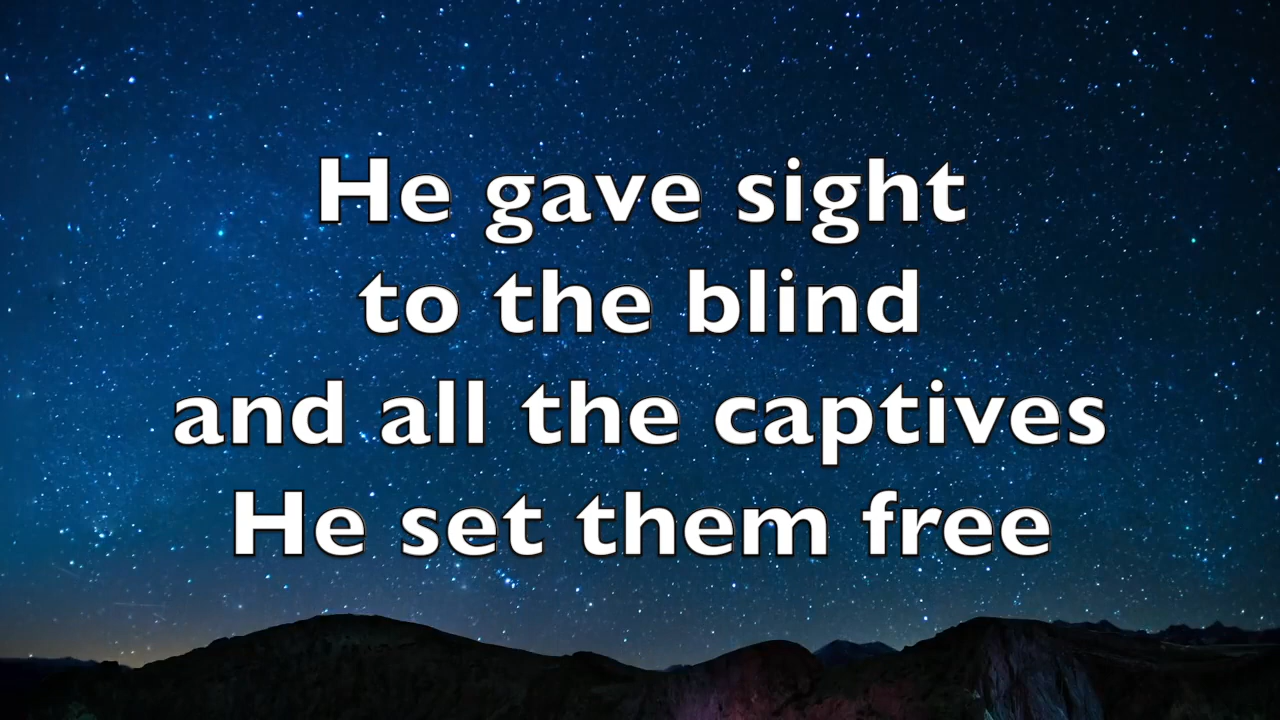 He gave sight
to the blind
and all the captives
He set them free